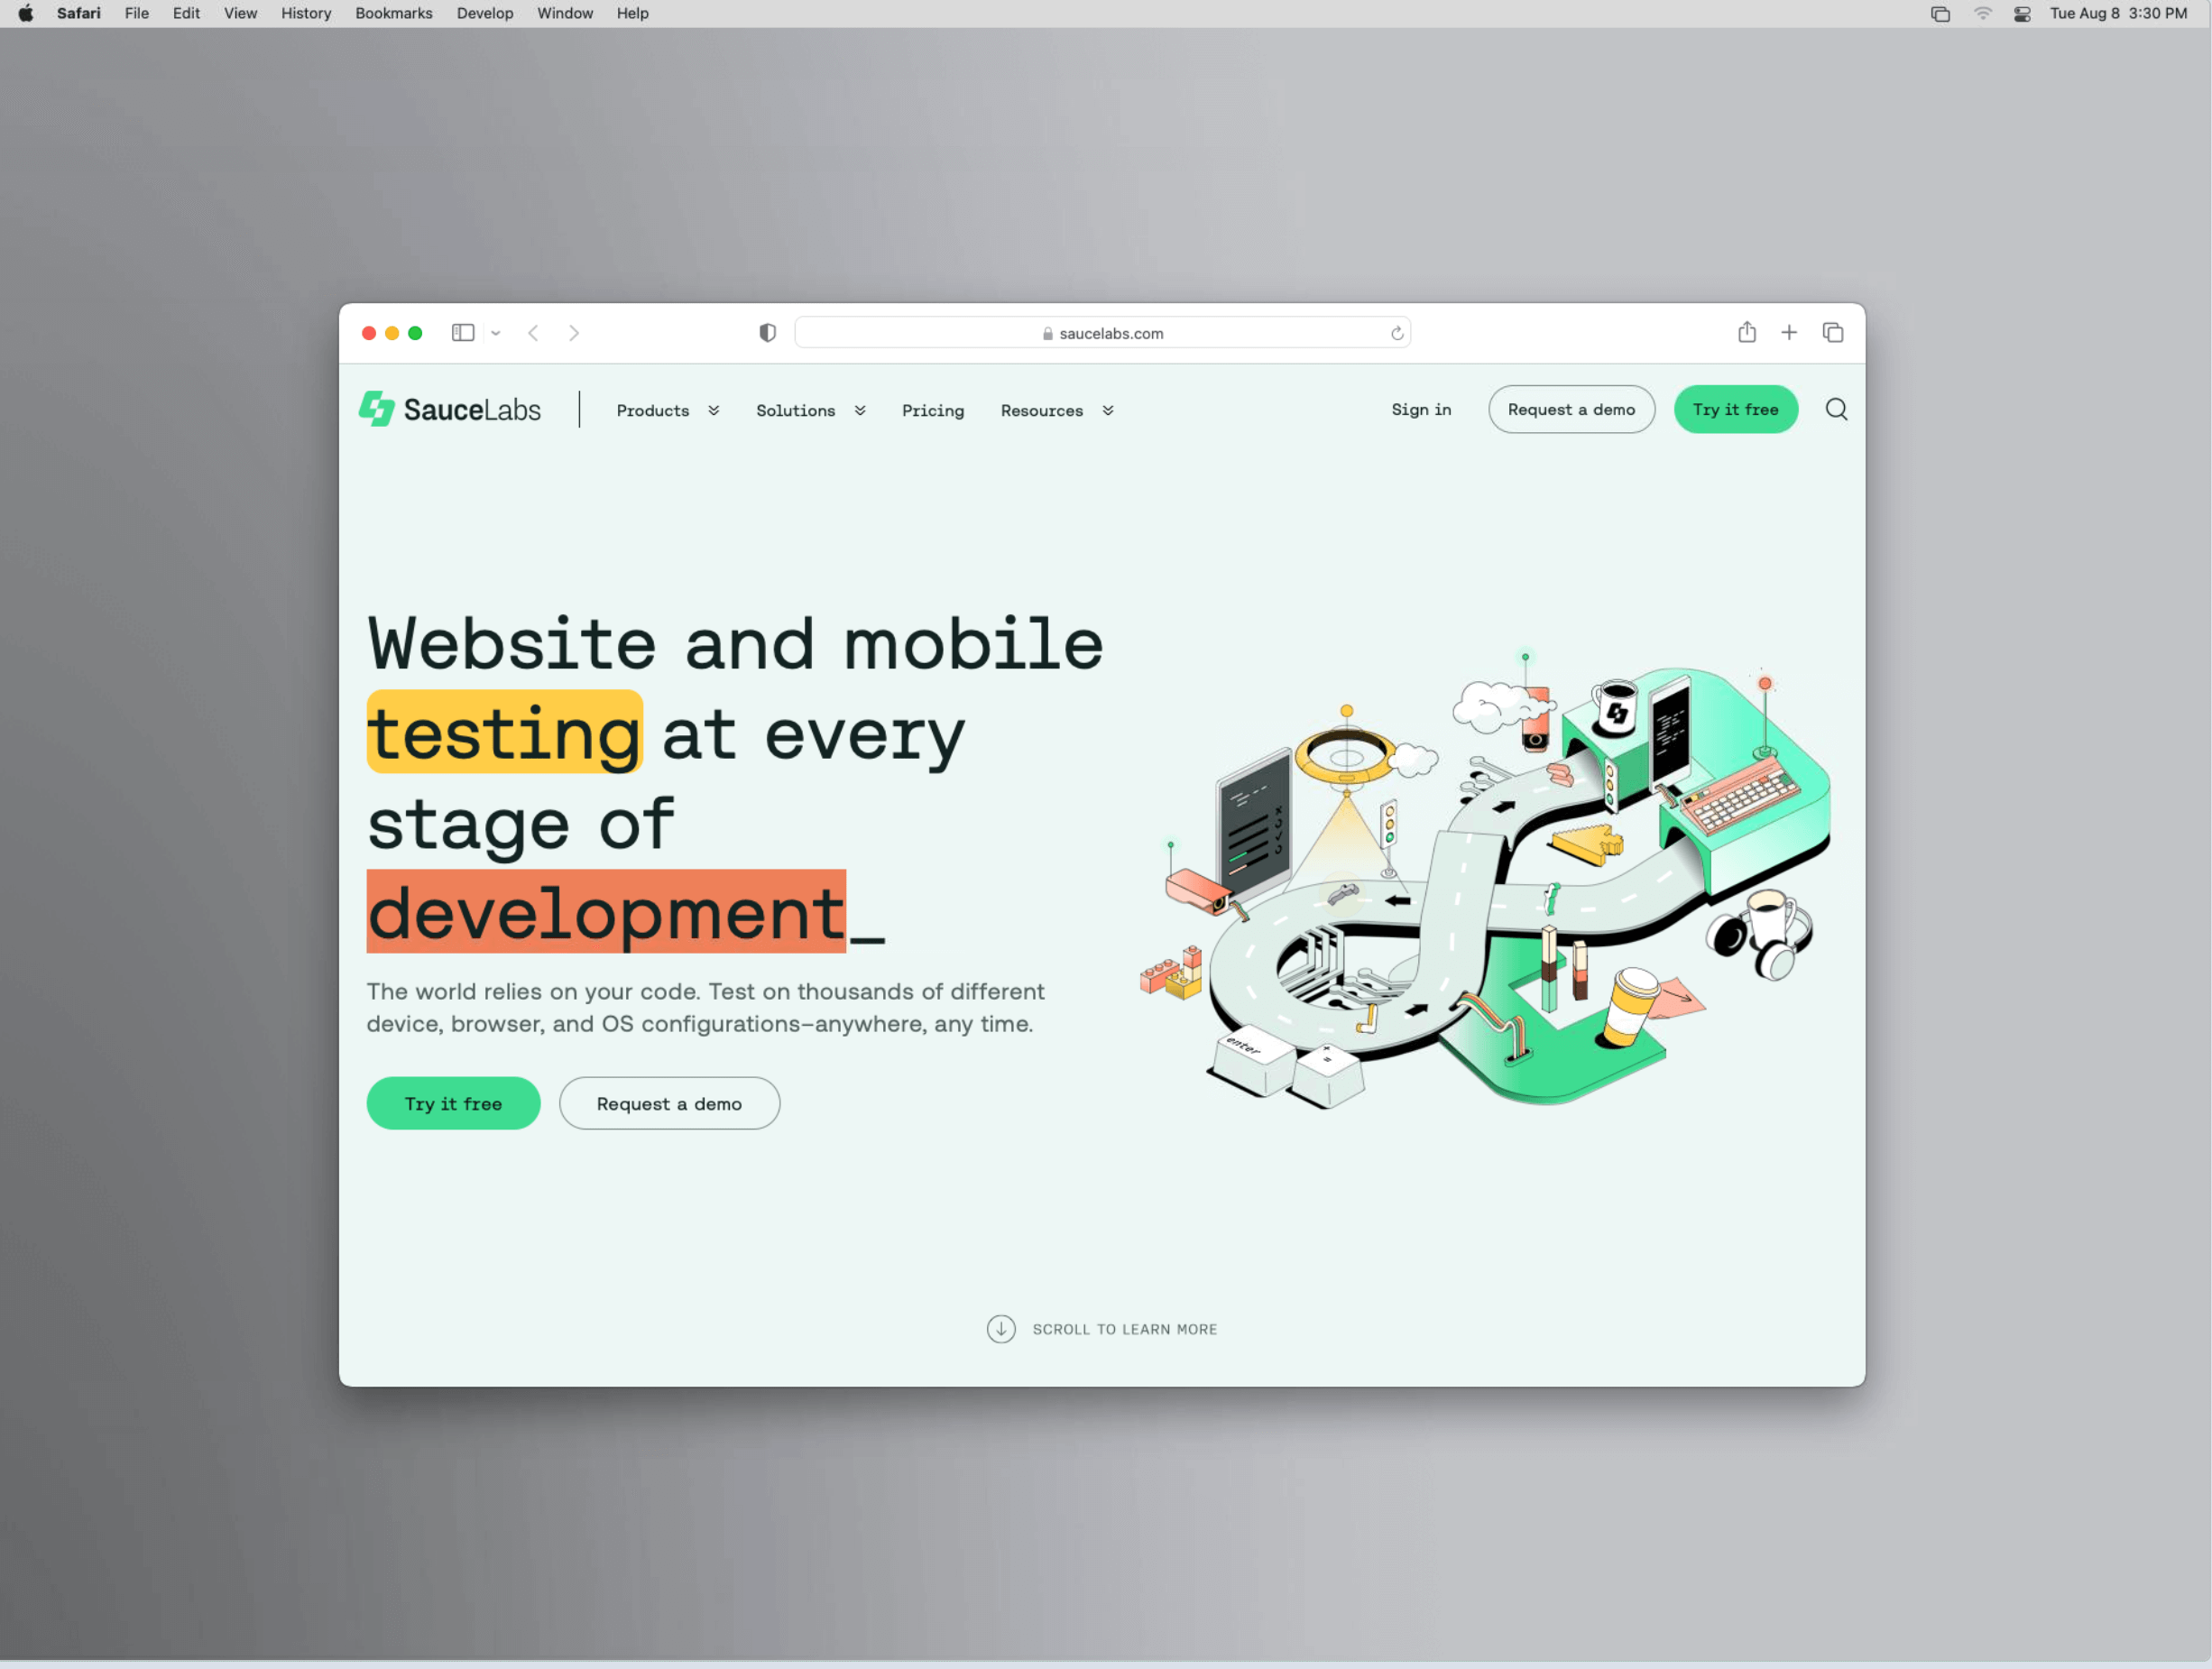 Safari File Edit View History Bookmarks Develop Window Help Tue Aug 8 3:30 PM
saucelabs.com
SauceLabs Products Solutions Pricing Resources Sign in Request a demo Try it free
Website and mobile
testing at every
stage of
development_
The world relies on your code. Test on thousands of different
device, browser, and OS configurations–anywhere, any time.
Try it free Request a demo
enter
+
=
SCROLL TO LEARN MORE